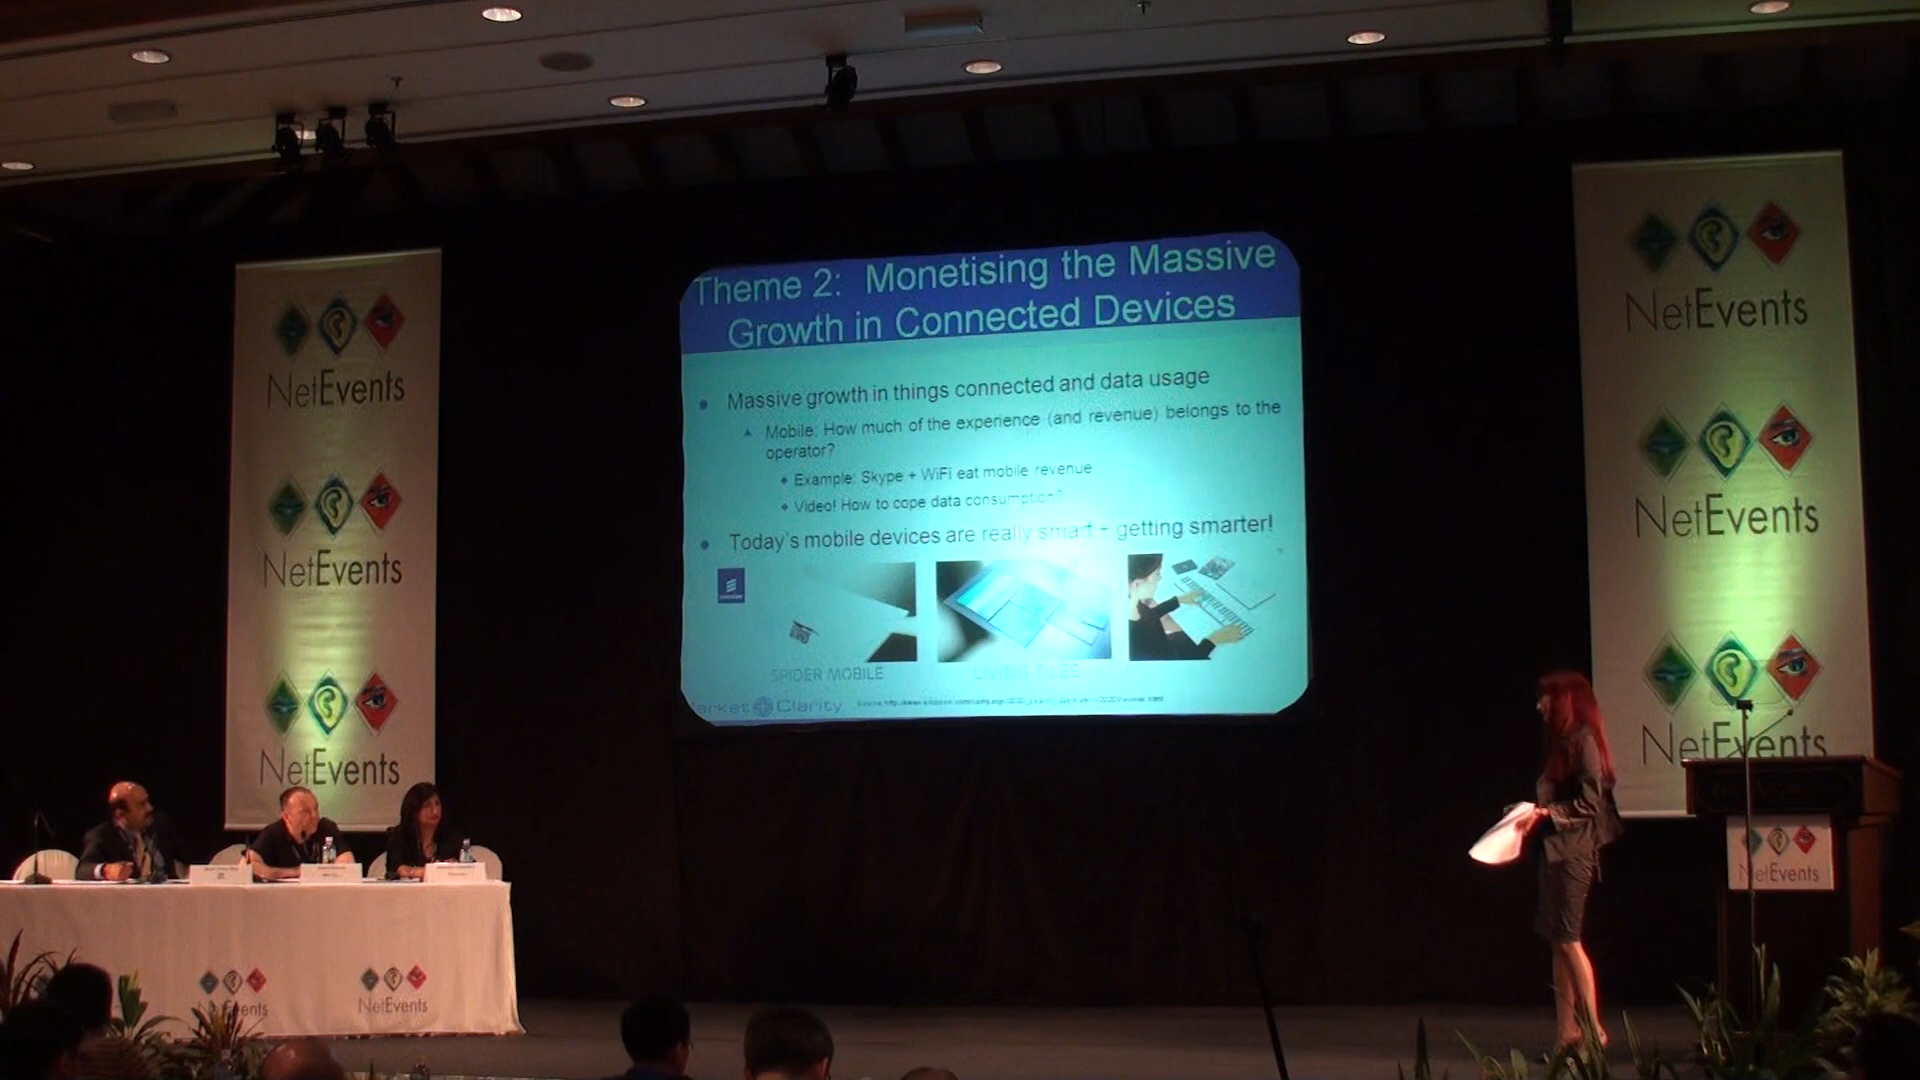 Theme 2: Monetising the Massive
Growth in Connected Devices
Massive growth in things connected and data usage
Mobile: How much of the experience (and revenue) belongs to the
operator?
Example: Skype + WiFi eat mobile revenue
Video! How to cope data consumption?
Today's mobile devices are really smart + getting smarter!
SPIDER MOBILE
LIVING TILES
arket Clarity
NetEvents
NetEvents
NetEvents
NetEvents
NetEvents
NetEvents
NetEvents
NetEvents
NetEvents